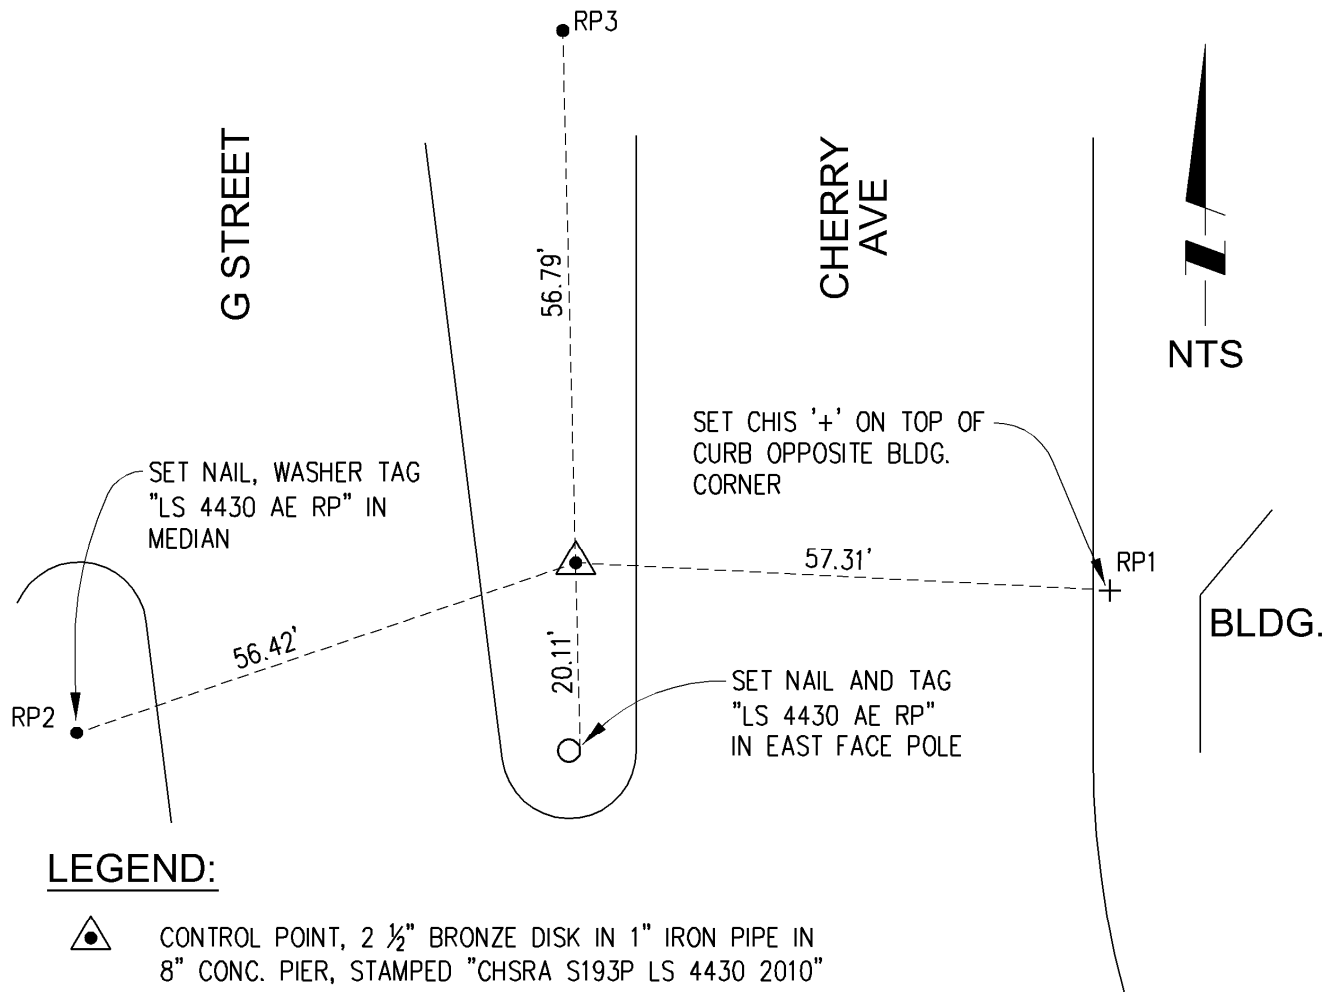 RP3
G STREET
CHERRY
AVE
56.79'
N
NTS
SET CHIS '+' ON TOP OF
CURB OPPOSITE BLDG.
CORNER
SET NAIL, WASHER TAG
"LS 4430 AE RP" IN
MEDIAN
57.31'
RP1
BLDG.
56.42'
20.11'
RP2
SET NAIL AND TAG
"LS 4430 AE RP"
IN EAST FACE POLE
LEGEND:
CONTROL POINT, 2 ½" BRONZE DISK IN 1" IRON PIPE IN
8" CONC. PIER, STAMPED "CHSRA S193P LS 4430 2010"